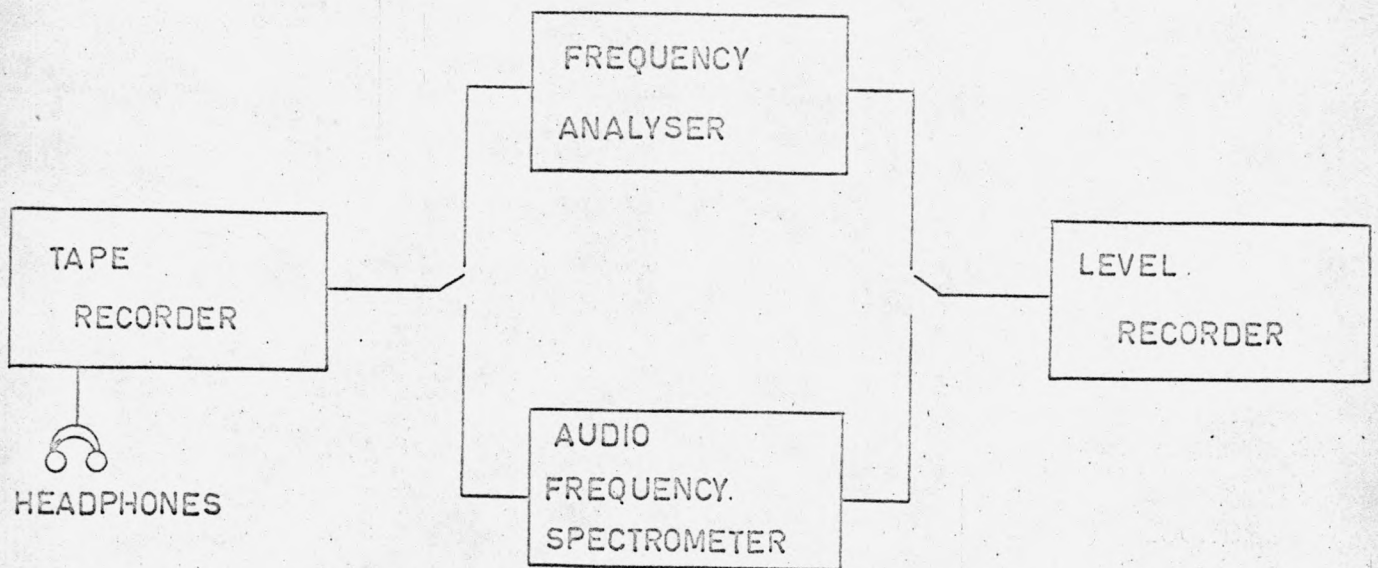 FREQUENCY
ANALYSER
TAPE
RECORDER
HEADPHONES
LEVEL.
RECORDER
AUDIO
FREQUENCY.
SPECTROMETER